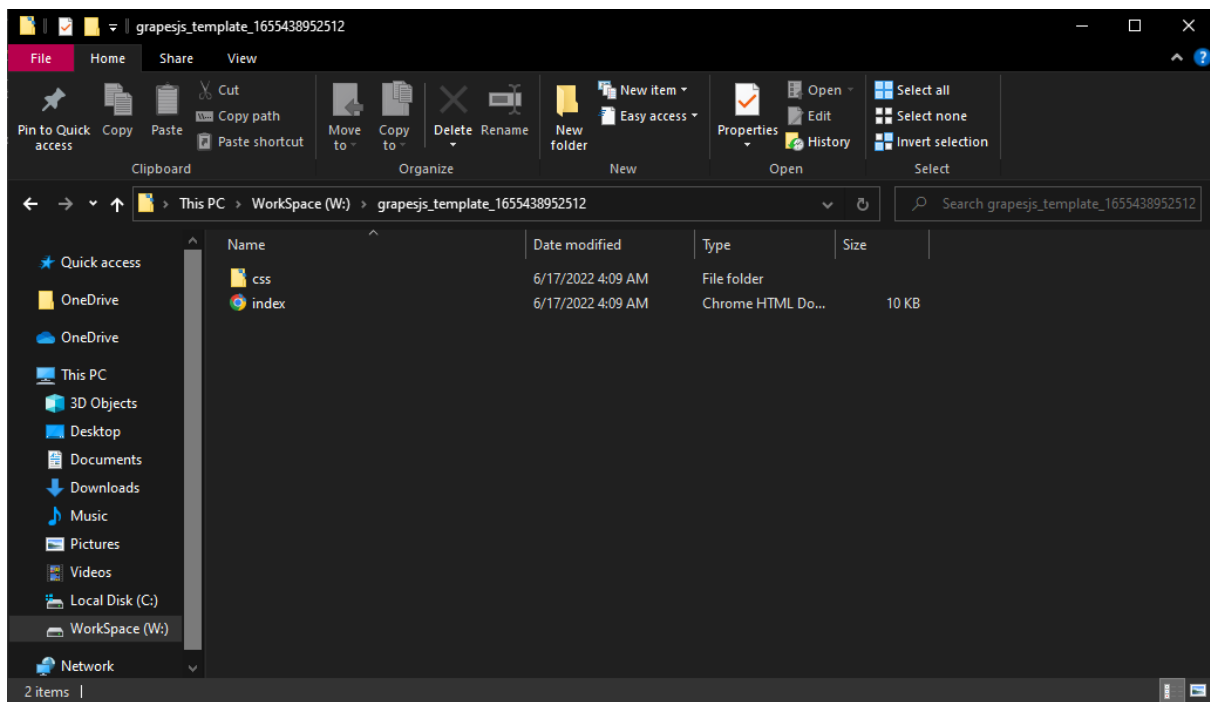 grapesjs_template_1655438952512
File Home Share View
Pin to Quick access
Copy
Paste
Cut
Copy path
Paste shortcut
Clipboard
Move to
Copy to
Delete
Rename
Organize
New folder
New item
Easy access
New
Properties
Open
Edit
History
Open
Select all
Select none
Invert selection
Select
This PC > WorkSpace (W:) > grapesjs_template_1655438952512
Search grapesjs_template_1655438952512
Name Date modified Type Size
css 6/17/2022 4:09 AM File folder
index 6/17/2022 4:09 AM Chrome HTML Do... 10 KB
Quick access
OneDrive
OneDrive
This PC
3D Objects
Desktop
Documents
Downloads
Music
Pictures
Videos
Local Disk (C:)
WorkSpace (W:)
Network
2 items